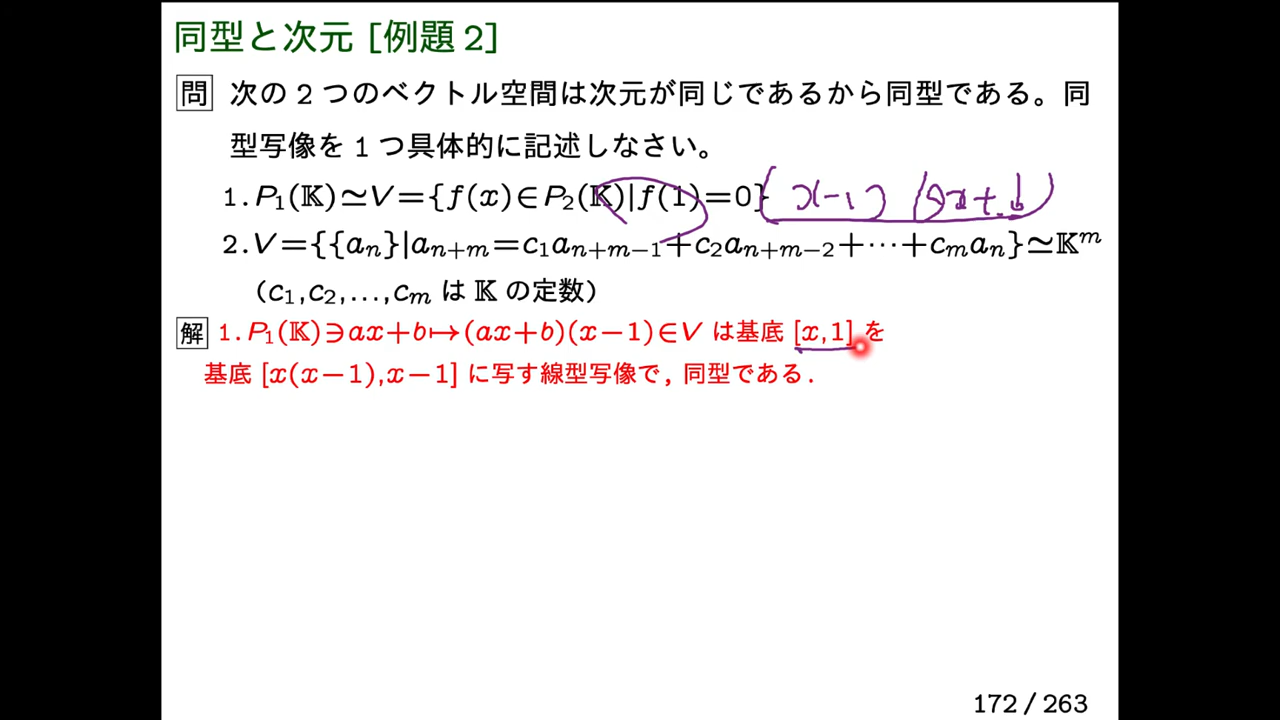 同型と次元 [例題2]
問 次の2つのベクトル空間は次元が同じであるから同型である。同
型写像を1つ具体的に記述しなさい。
1. P₁(𝕂)≃V={f(x)∈P₂(𝕂)|f(1)=0} (x-1)(ax+b)
2. V={{aₙ}|aₙ₊ₘ=c₁aₙ₊ₘ₋₁+c₂aₙ₊ₘ₋₂+⋯+cₘaₙ}≃𝕂ᵐ
(c₁,c₂,...,cₘ は 𝕂 の定数)
解 1. P₁(𝕂)∋ax+b↦(ax+b)(x−1)∈V は基底 [x,1] を
基底 [x(x−1),x−1] に写す線型写像で, 同型である.
172 / 263